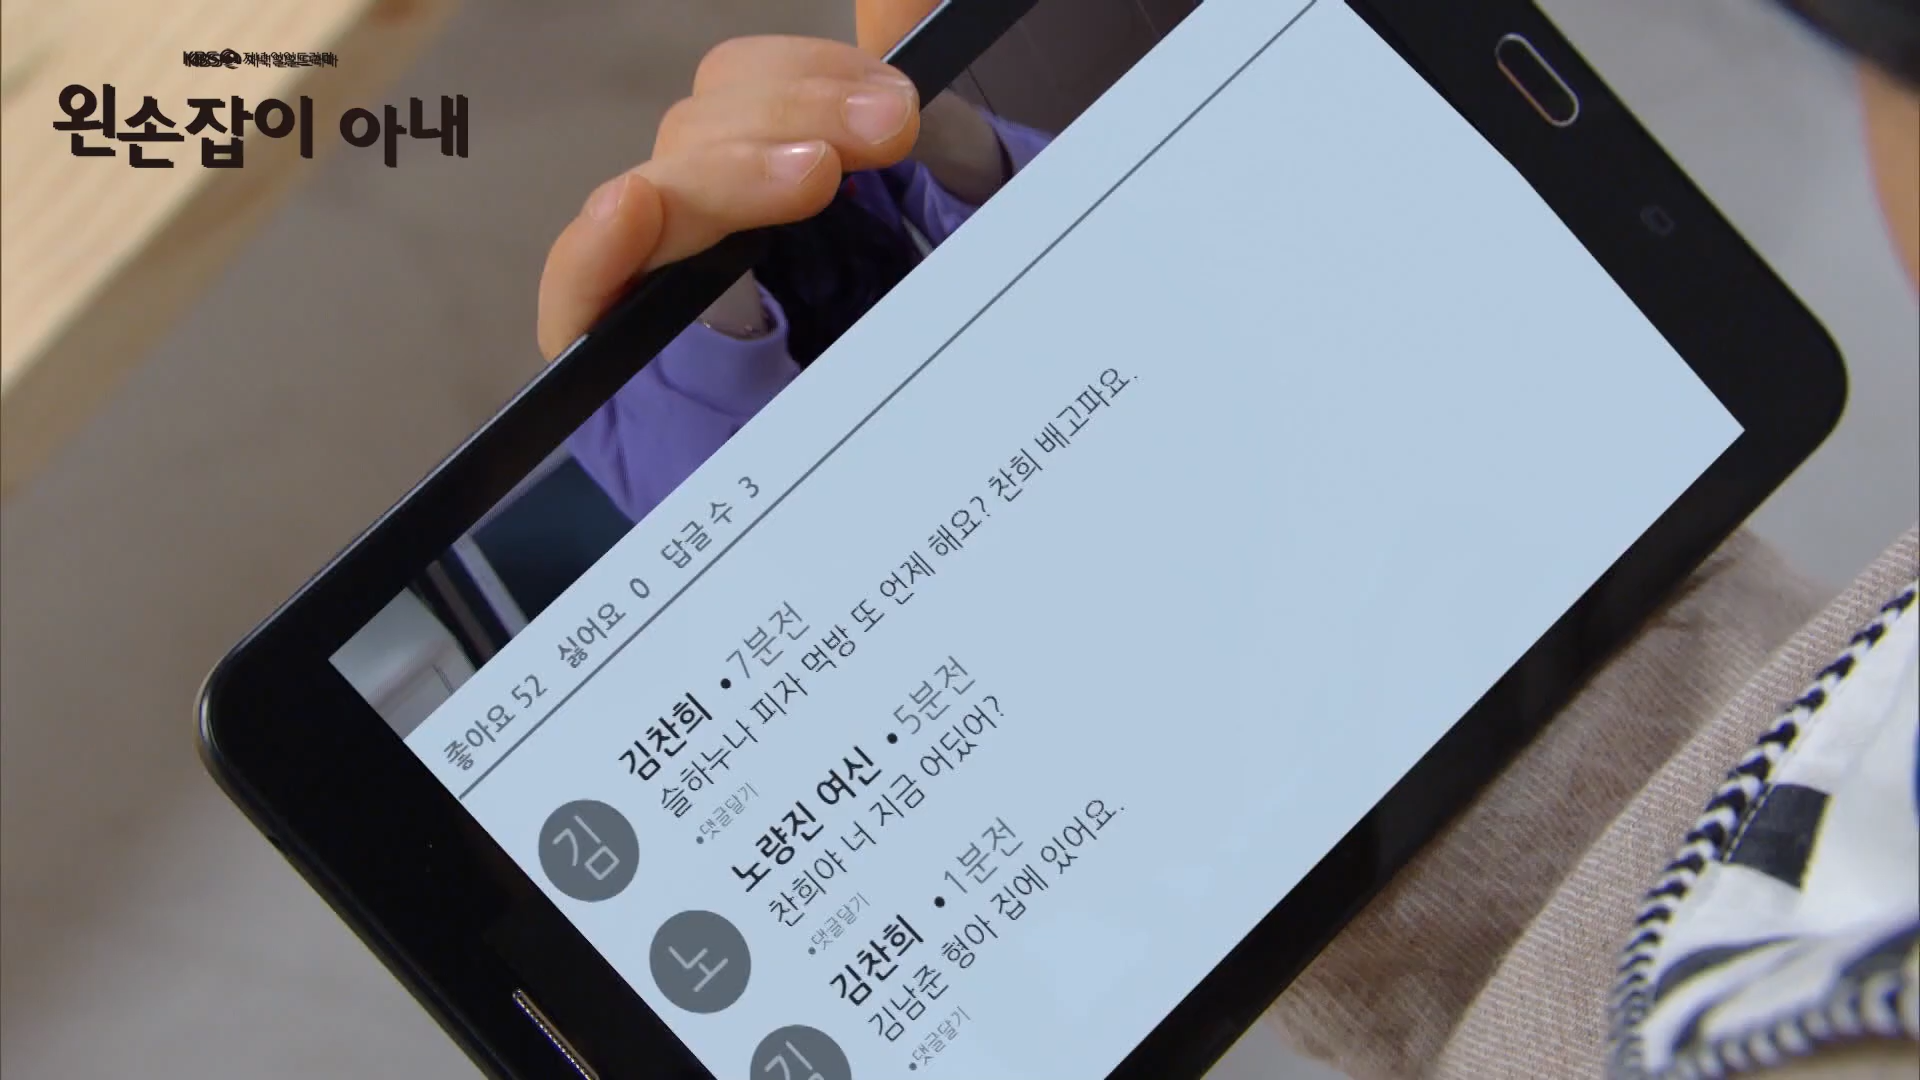 KBS 저녁일일드라마
왼손잡이 아내
좋아요 52 싫어요 0 답글 수 3
김
김찬희 • 7분전
슬하누나 피자 먹방 또 언제 해요? 찬희 배고파요.
• 댓글달기
노
노량진 여신 • 5분전
찬희야 너 지금 어딨어?
• 댓글달기
김
김찬희 • 1분전
김남준 형아 집에 있어요.
• 댓글달기